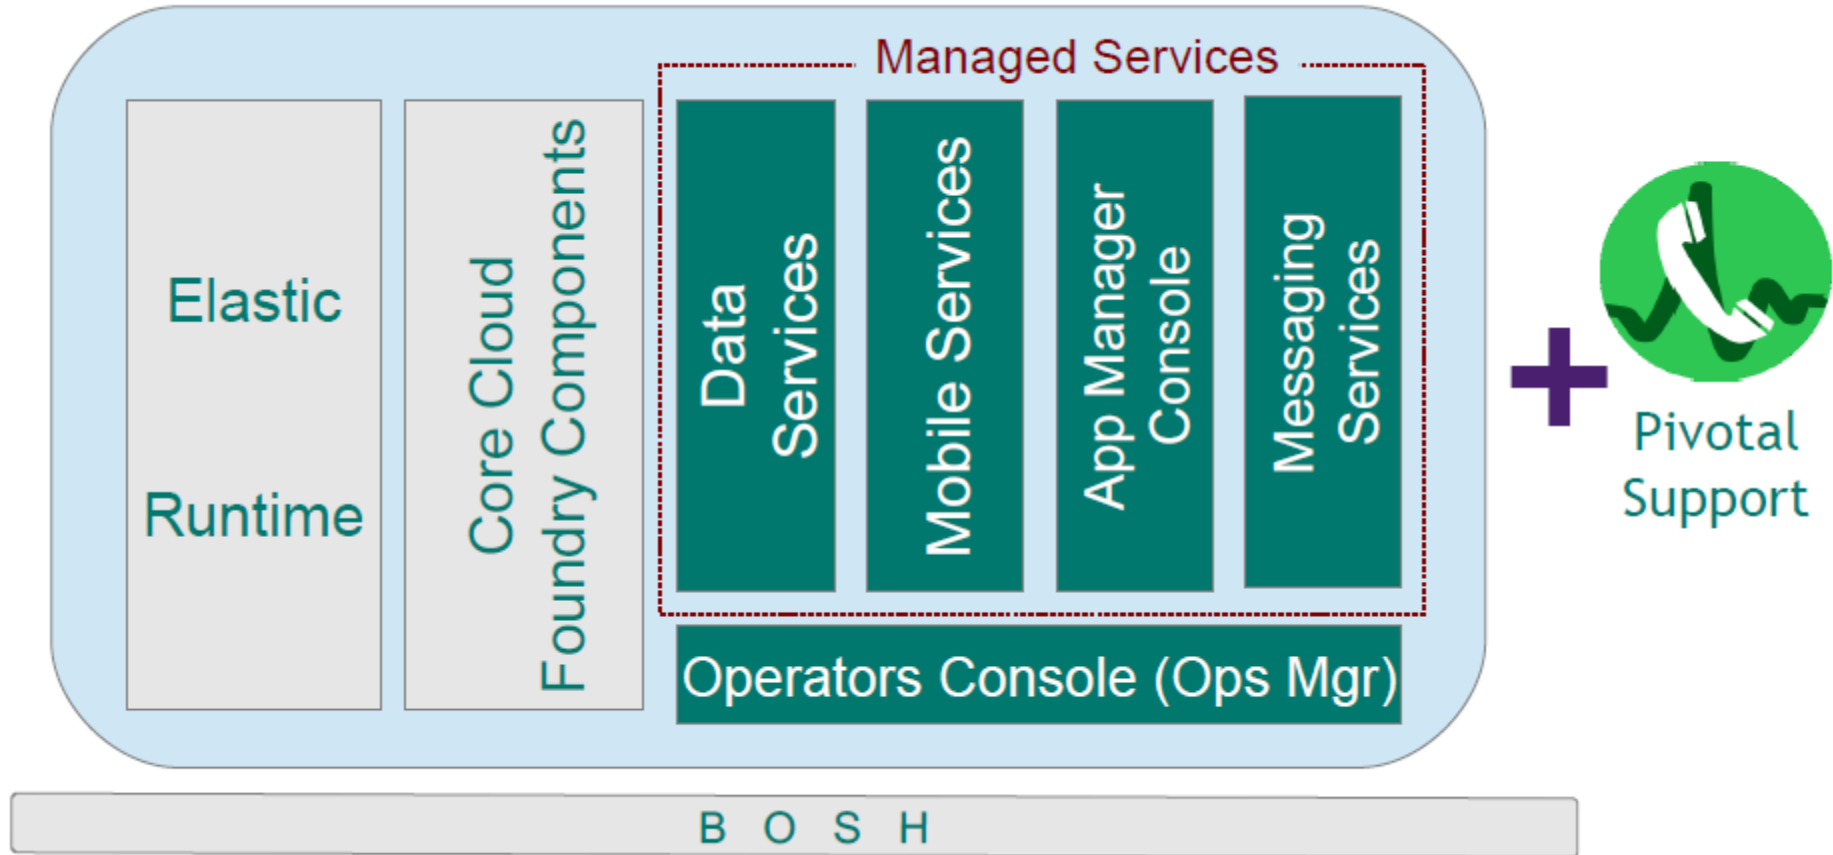 Managed Services
Elastic
Runtime
Core Cloud
Foundry Components
Data
Services
Mobile Services
App Manager
Console
Messaging
Services
Operators Console (Ops Mgr)
Pivotal
Support
B O S H